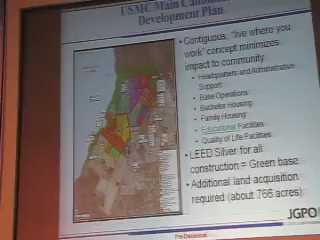 USMC Main
Development Plan
• Contiguous, "live where you
work" concept minimizes
impact to community
• Headquarters and Administrative
Support
• Base Operations
• Bachelor Housing
• Family Housing
• Educational Facilities
• Quality of Life Facilities
• LEED Silver for all
construction = Green base
• Additional land acquisition
required (about 766 acres)
JGPO
Pre-Decisional